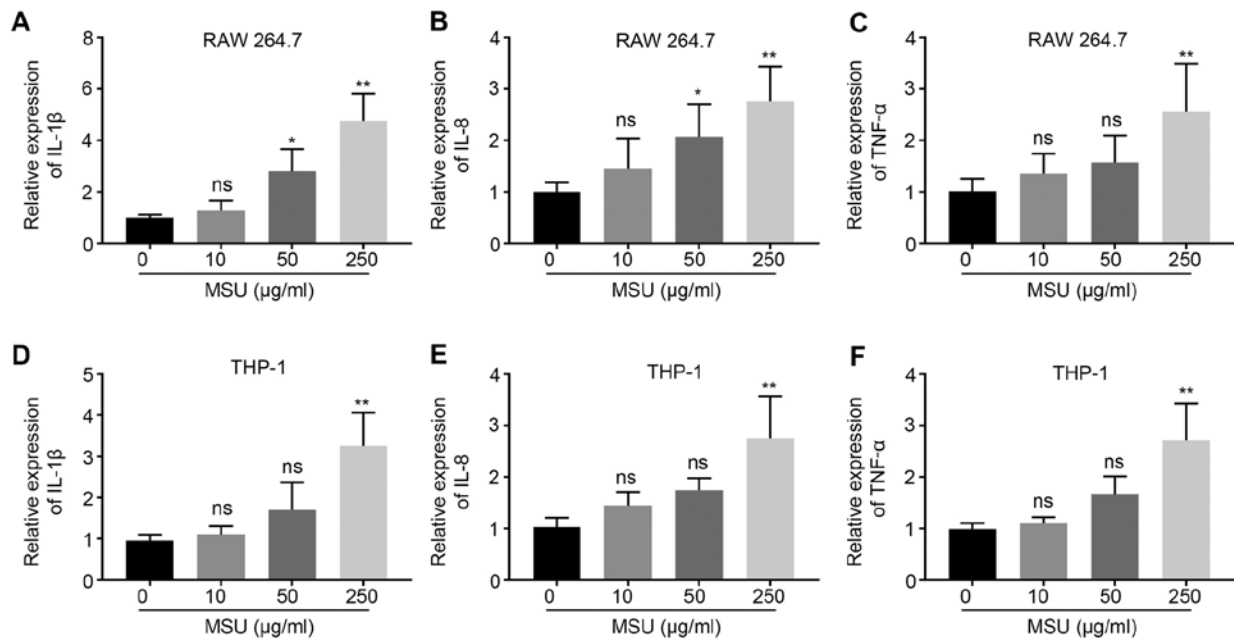 A
RAW 264.7
Relative expression
of IL-1β
8
6
4
2
0
ns
*
**
0 10 50 250
MSU (µg/ml)
B
RAW 264.7
Relative expression
of IL-8
4
3
2
1
0
ns
*
**
0 10 50 250
MSU (µg/ml)
C
RAW 264.7
Relative expression
of TNF-α
4
3
2
1
0
ns
ns
**
0 10 50 250
MSU (µg/ml)
D
THP-1
Relative expression
of IL-1β
5
4
3
2
1
0
ns
ns
**
0 10 50 250
MSU (µg/ml)
E
THP-1
Relative expression
of IL-8
4
3
2
1
0
ns
ns
**
0 10 50 250
MSU (µg/ml)
F
THP-1
Relative expression
of TNF-α
4
3
2
1
0
ns
ns
**
0 10 50 250
MSU (µg/ml)